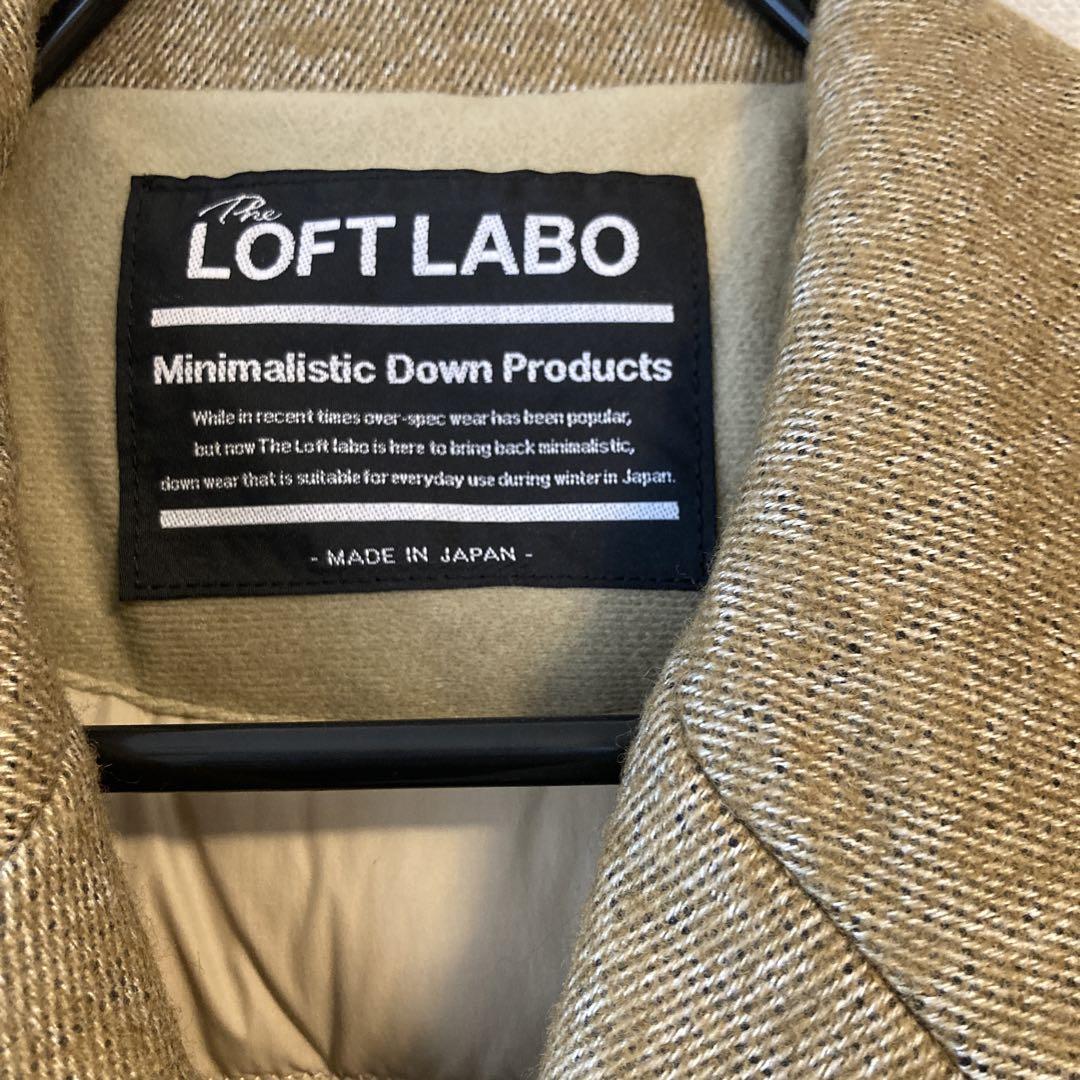 The
LOFT LABO
Minimalistic Down Products
While in recent times over-spec wear has been popular,
but now The Loft labo is here to bring back minimalistic,
down wear that is suitable for everyday use during winter in Japan.
- MADE IN JAPAN -